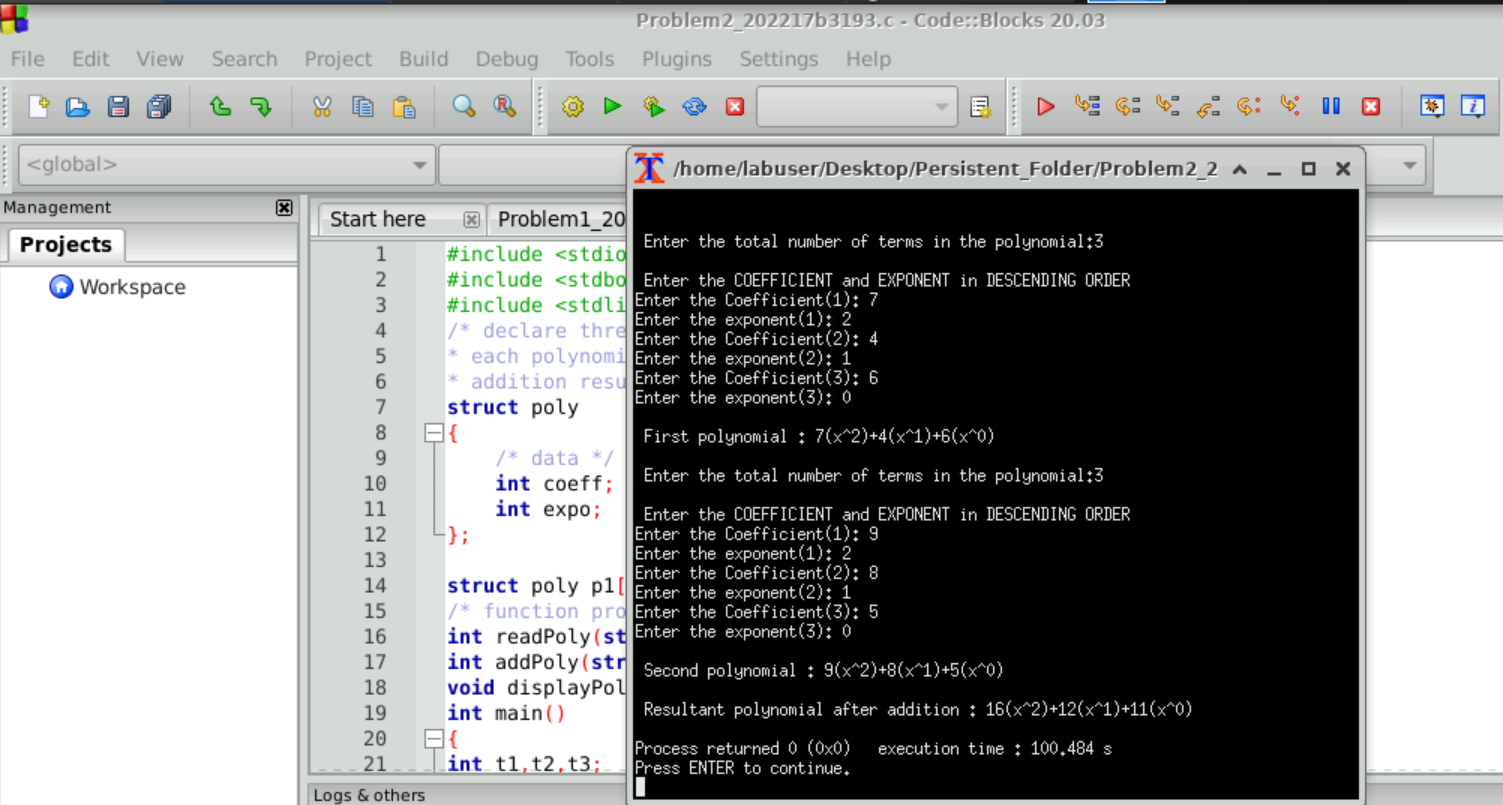 Problem2_202217b3193.c - Code::Blocks 20.03
File Edit View Search Project Build Debug Tools Plugins Settings Help
<global>
Management
Projects
Workspace
Start here
Problem1_20
1 #include <stdio
2 #include <stdbo
3 #include <stdli
4 /* declare thre
5 * each polynomi
6 * addition resu
7 struct poly
8 {
9 /* data */
10 int coeff;
11 int expo;
12 };
13
14 struct poly p1[
15 /* function pro
16 int readPoly(st
17 int addPoly(str
18 void displayPol
19 int main()
20 {
21 int t1,t2,t3;
Logs & others
/home/labuser/Desktop/Persistent_Folder/Problem2_2
Enter the total number of terms in the polynomial:3
Enter the COEFFICIENT and EXPONENT in DESCENDING ORDER
Enter the Coefficient(1): 7
Enter the exponent(1): 2
Enter the Coefficient(2): 4
Enter the exponent(2): 1
Enter the Coefficient(3): 6
Enter the exponent(3): 0
First polynomial : 7(x^2)+4(x^1)+6(x^0)
Enter the total number of terms in the polynomial:3
Enter the COEFFICIENT and EXPONENT in DESCENDING ORDER
Enter the Coefficient(1): 9
Enter the exponent(1): 2
Enter the Coefficient(2): 8
Enter the exponent(2): 1
Enter the Coefficient(3): 5
Enter the exponent(3): 0
Second polynomial : 9(x^2)+8(x^1)+5(x^0)
Resultant polynomial after addition : 16(x^2)+12(x^1)+11(x^0)
Process returned 0 (0x0) execution time : 100.484 s
Press ENTER to continue.